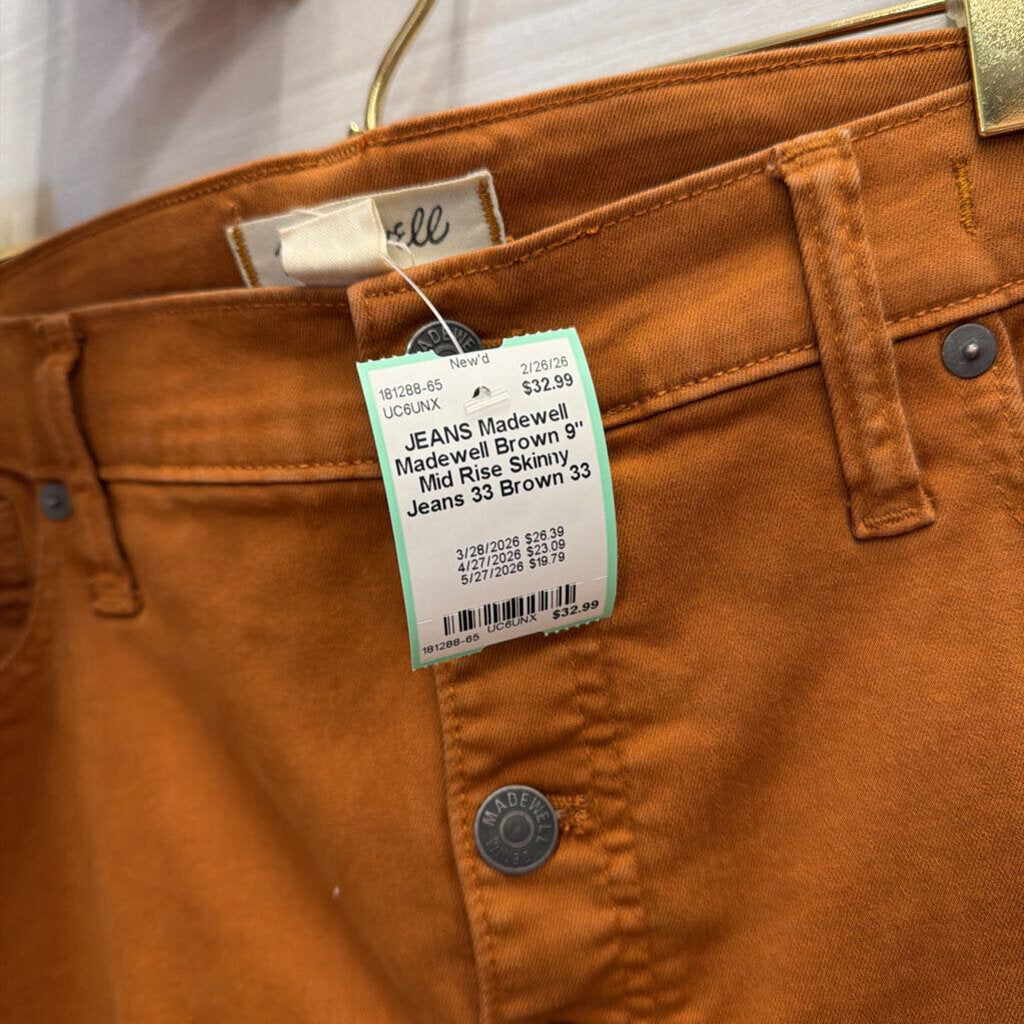 ell
MADEWE
New'd
181288-65
2/26/26
UC6UNX
$32.99
JEANS Madewell
Madewell Brown 9"
Mid Rise Skinny
Jeans 33 Brown 33
3/28/2026 $26.39
4/27/2026 $23.09
5/27/2026 $19.79
181288-65 UC6UNX $32.99
MADEWELL